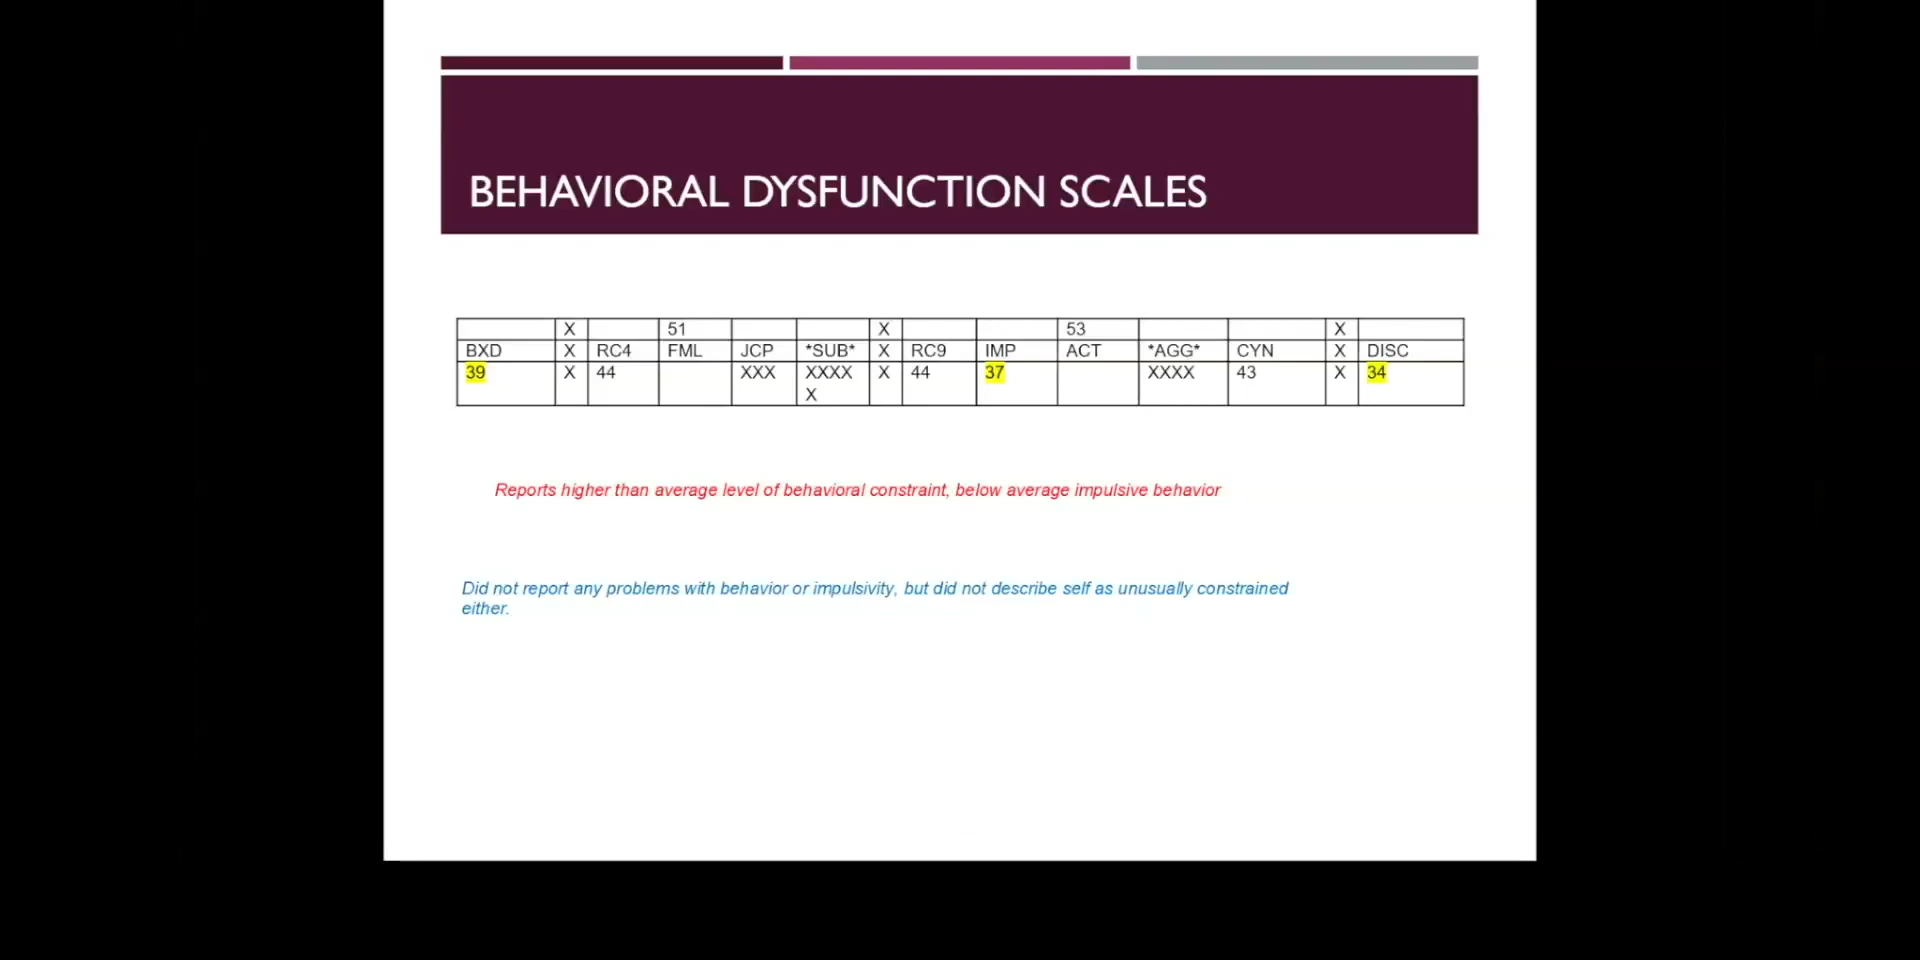 BEHAVIORAL DYSFUNCTION SCALES
X 51 X 53 X
BXD X RC4 FML JCP *SUB* X RC9 IMP ACT *AGG* CYN X DISC
39 X 44 XXX XXXX X 44 37 XXXX 43 X 34
X
Reports higher than average level of behavioral constraint, below average impulsive behavior
Did not report any problems with behavior or impulsivity, but did not describe self as unusually constrained
either.